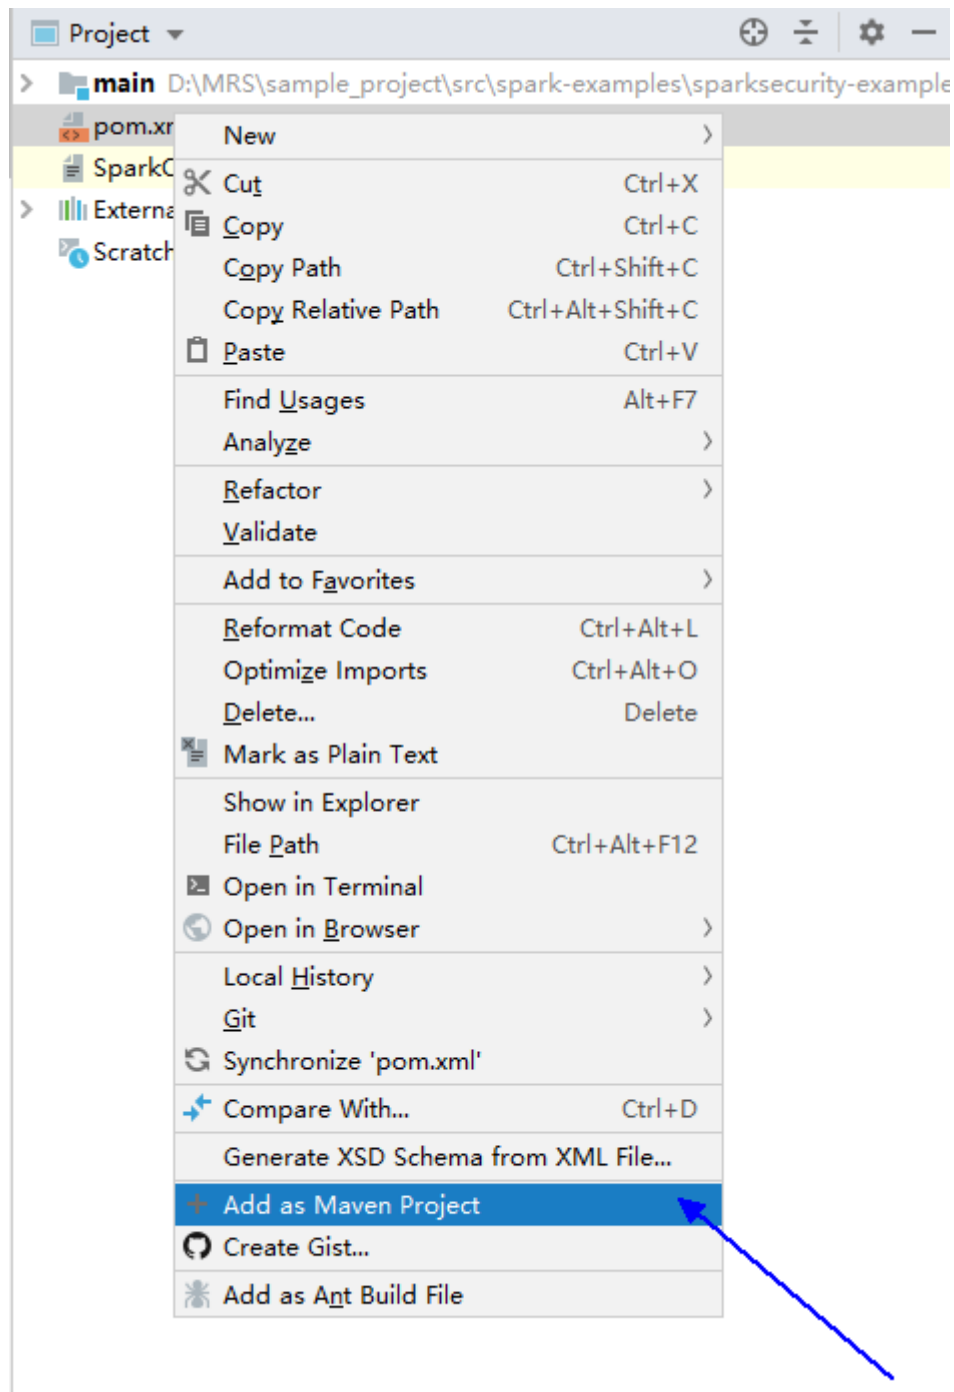 Project
main D:\MRS\sample_project\src\spark-examples\sparksecurity-example
pom.xr
SparkC
Externa
Scratch
New
Cut Ctrl+X
Copy Ctrl+C
Copy Path Ctrl+Shift+C
Copy Relative Path Ctrl+Alt+Shift+C
Paste Ctrl+V
Find Usages Alt+F7
Analyze
Refactor
Validate
Add to Favorites
Reformat Code Ctrl+Alt+L
Optimize Imports Ctrl+Alt+O
Delete... Delete
Mark as Plain Text
Show in Explorer
File Path Ctrl+Alt+F12
Open in Terminal
Open in Browser
Local History
Git
Synchronize 'pom.xml'
Compare With... Ctrl+D
Generate XSD Schema from XML File...
Add as Maven Project
Create Gist...
Add as Ant Build File